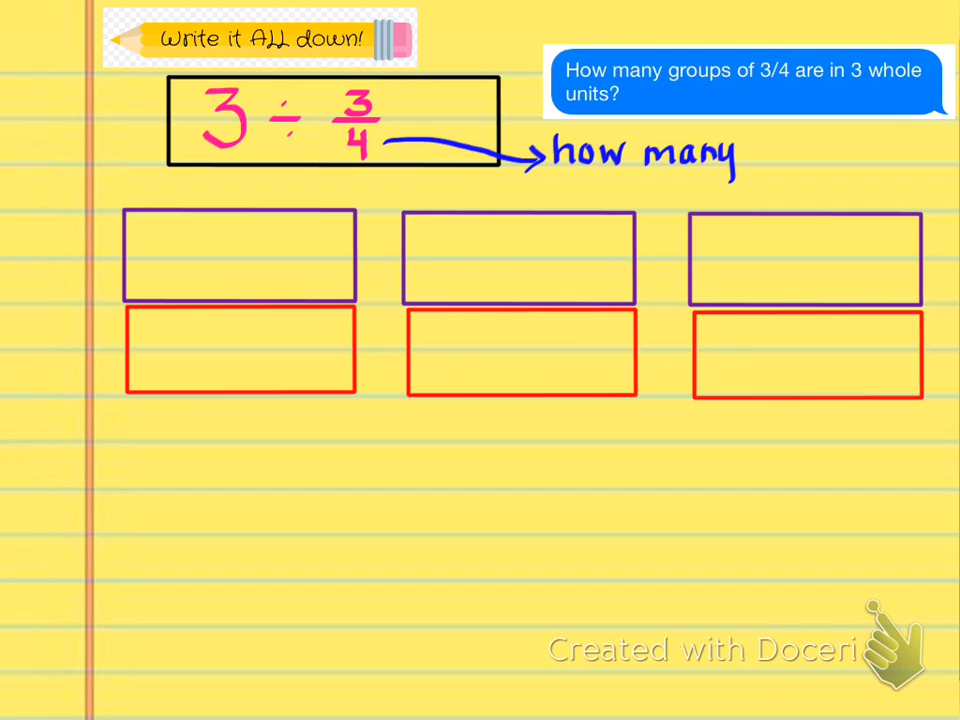 Write it ALL down!
How many groups of 3/4 are in 3 whole
units?
3 ÷ 3/4
how many
Created with Doceri